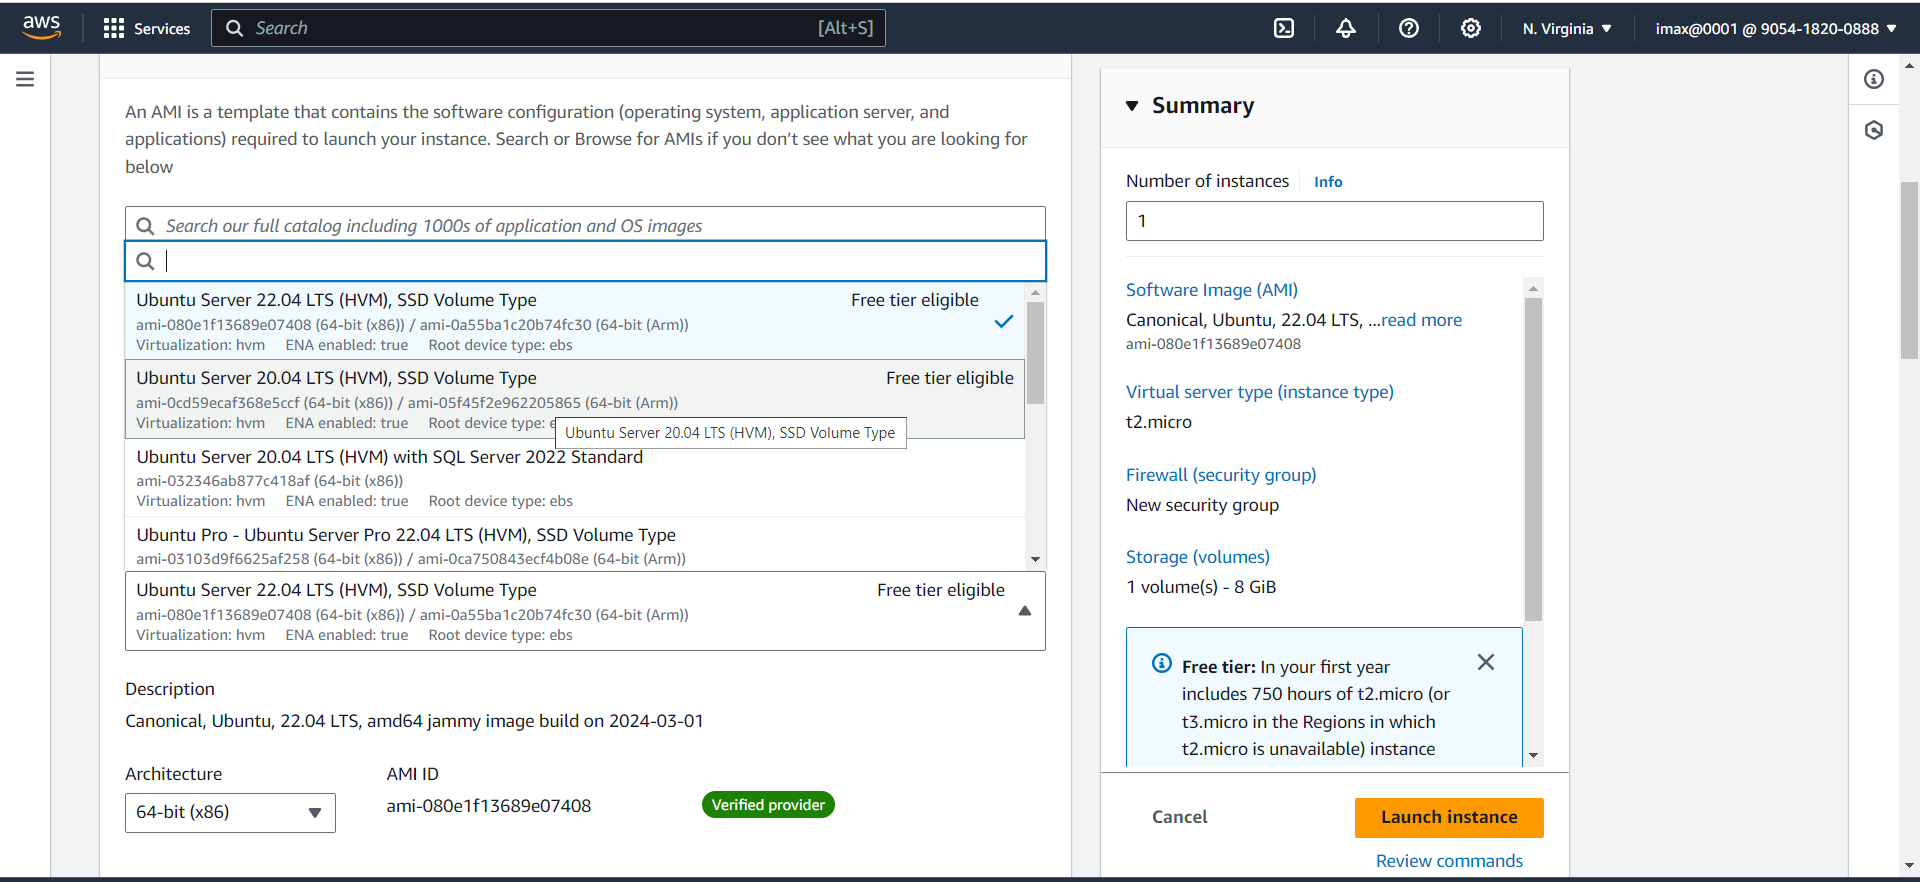 aws
Services
Search
[Alt+S]
N. Virginia
imax@0001 @ 9054-1820-0888
An AMI is a template that contains the software configuration (operating system, application server, and
applications) required to launch your instance. Search or Browse for AMIs if you don’t see what you are looking for
below
Search our full catalog including 1000s of application and OS images
Ubuntu Server 22.04 LTS (HVM), SSD Volume Type
Free tier eligible
ami-080e1f13689e07408 (64-bit (x86)) / ami-0a55ba1c20b74fc30 (64-bit (Arm))
Virtualization: hvm ENA enabled: true Root device type: ebs
Ubuntu Server 20.04 LTS (HVM), SSD Volume Type
Free tier eligible
ami-0cd59ecaf368e5ccf (64-bit (x86)) / ami-05f45f2e962205865 (64-bit (Arm))
Virtualization: hvm ENA enabled: true Root device type: e
Ubuntu Server 20.04 LTS (HVM), SSD Volume Type
Ubuntu Server 20.04 LTS (HVM) with SQL Server 2022 Standard
ami-032346ab877c418af (64-bit (x86))
Virtualization: hvm ENA enabled: true Root device type: ebs
Ubuntu Pro - Ubuntu Server Pro 22.04 LTS (HVM), SSD Volume Type
ami-03103d9f6625af258 (64-bit (x86)) / ami-0ca750843ecf4b08e (64-bit (Arm))
Ubuntu Server 22.04 LTS (HVM), SSD Volume Type
Free tier eligible
ami-080e1f13689e07408 (64-bit (x86)) / ami-0a55ba1c20b74fc30 (64-bit (Arm))
Virtualization: hvm ENA enabled: true Root device type: ebs
Description
Canonical, Ubuntu, 22.04 LTS, amd64 jammy image build on 2024-03-01
Architecture
64-bit (x86)
AMI ID
ami-080e1f13689e07408
Verified provider
Summary
Number of instances
Info
1
Software Image (AMI)
Canonical, Ubuntu, 22.04 LTS, ...read more
ami-080e1f13689e07408
Virtual server type (instance type)
t2.micro
Firewall (security group)
New security group
Storage (volumes)
1 volume(s) - 8 GiB
Free tier: In your first year
includes 750 hours of t2.micro (or
t3.micro in the Regions in which
t2.micro is unavailable) instance
Cancel
Launch instance
Review commands